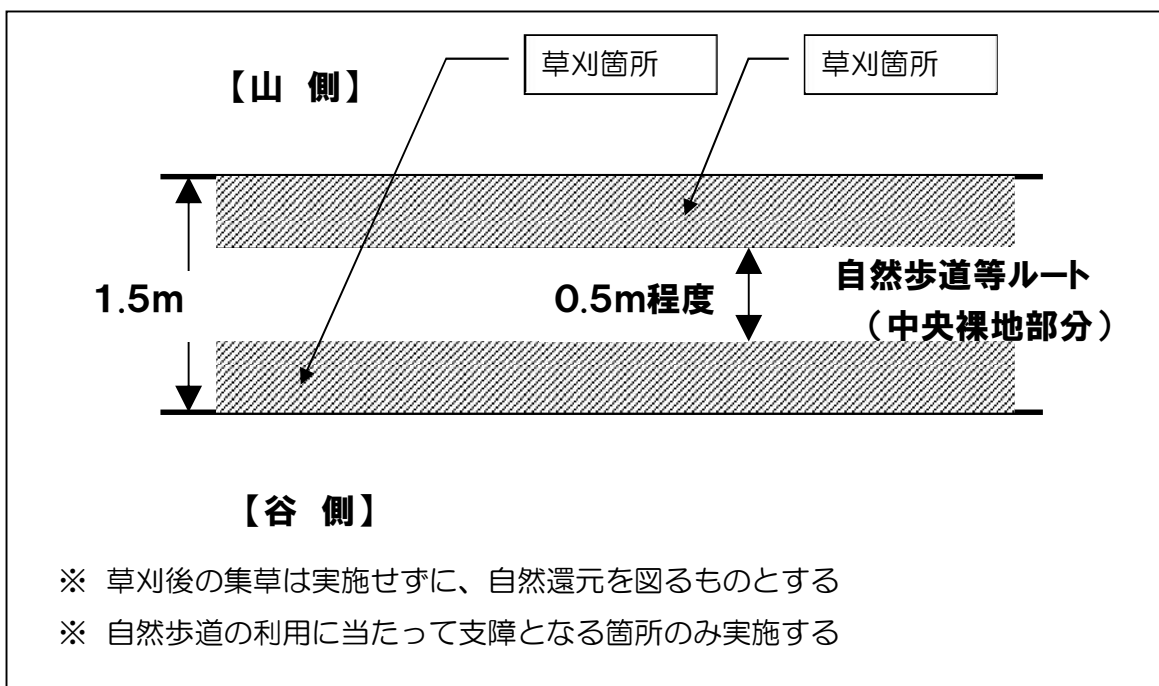 草刈箇所
草刈箇所
【山 側】
1.5m
0.5m程度
自然歩道等ルート
（中央裸地部分）
【谷 側】
※ 草刈後の集草は実施せずに、自然還元を図るものとする
※ 自然歩道の利用に当たって支障となる箇所のみ実施する